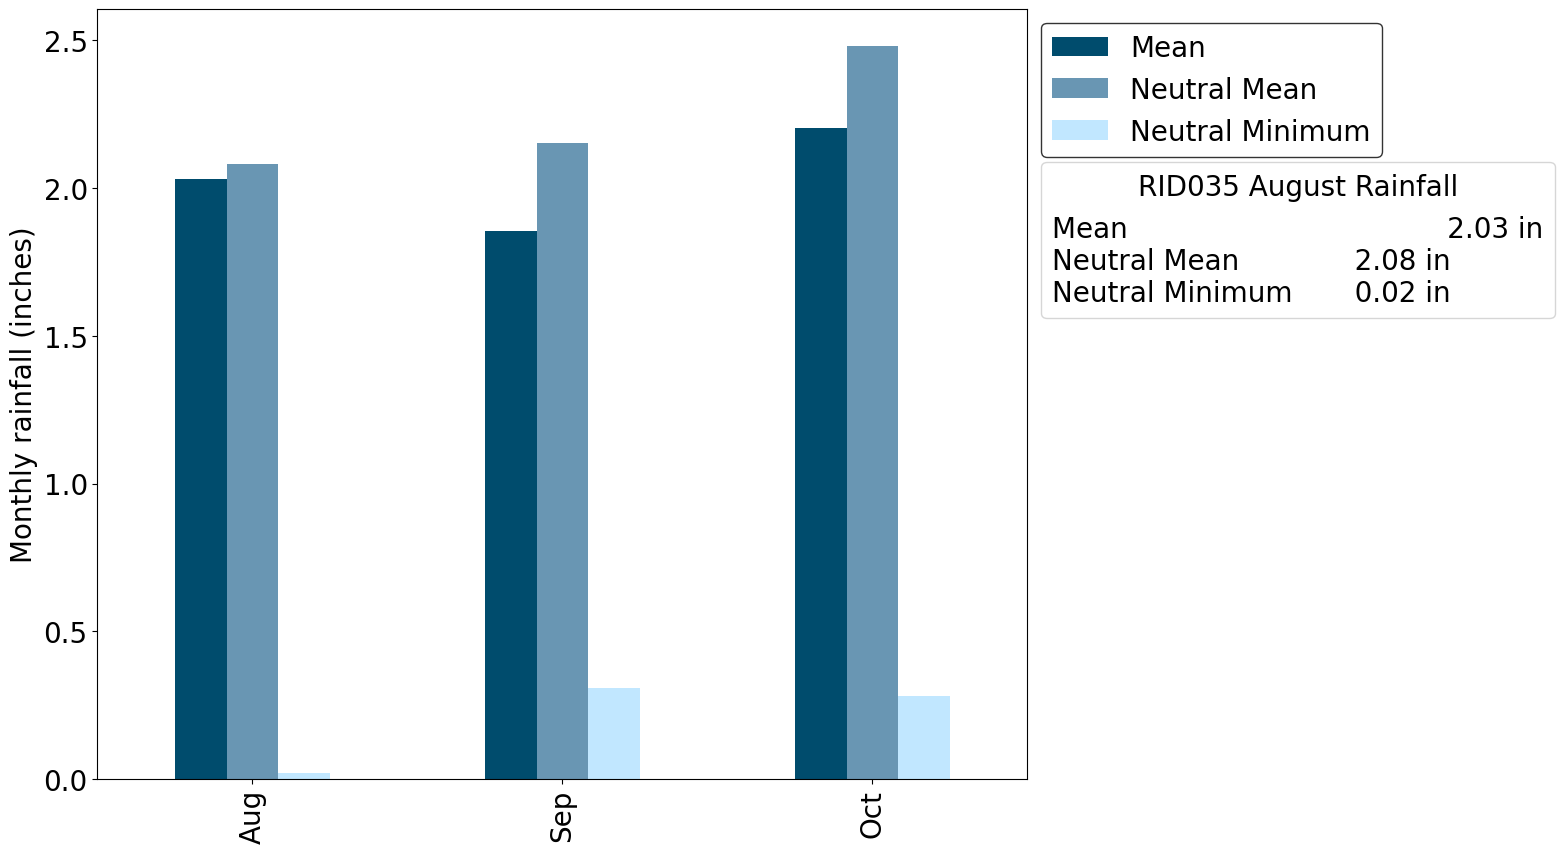 Monthly rainfall (inches)
2.5
2.0
1.5
1.0
0.5
0.0
Aug
Sep
Oct
Mean
Neutral Mean
Neutral Minimum
RID035 August Rainfall
Mean 2.03 in
Neutral Mean 2.08 in
Neutral Minimum 0.02 in